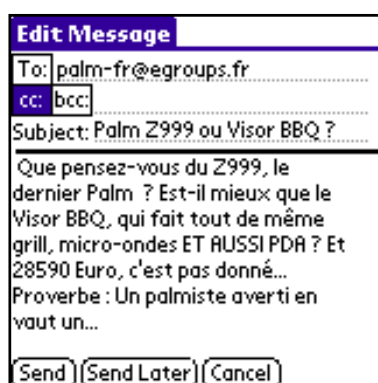 Edit Message
To: palm-fr@egroups.fr
cc: bcc:
Subject: Palm Z999 ou Visor BBQ ?
Que pensez-vous du Z999, le
dernier Palm ? Est-il mieux que le
Visor BBQ, qui fait tout de même
grill, micro-ondes ET AUSSI PDA ? Et
28590 Euro, c'est pas donné...
Proverbe : Un palmiste averti en
vaut un...
Send Send Later Cancel